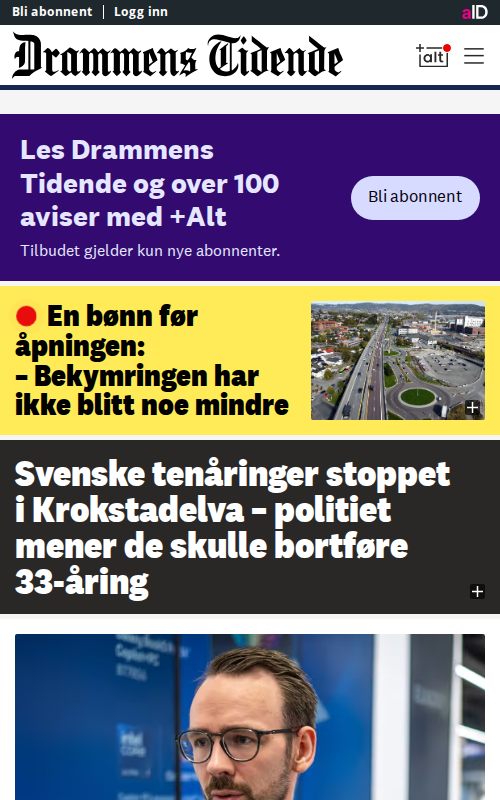 Bli abonnent
Logg inn
aID
Drammens Tidende
+alt
Les Drammens
Tidende og over 100
aviser med +Alt
Bli abonnent
Tilbudet gjelder kun nye abonnenter.
En bønn før
åpningen:
– Bekymringen har
ikke blitt noe mindre
Svenske tenåringer stoppet
i Krokstadelva – politiet
mener de skulle bortføre
33-åring
intel